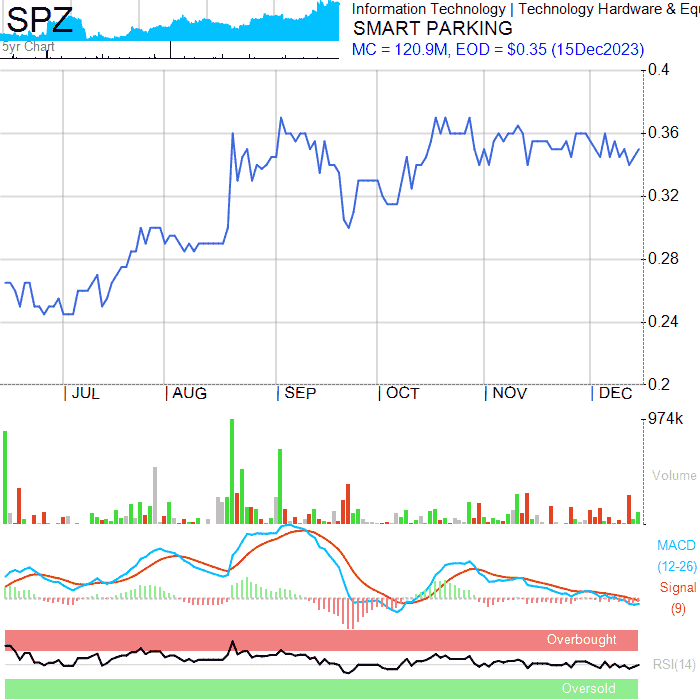 SPZ
5yr Chart
Information Technology | Technology Hardware & Equ
SMART PARKING
MC = 120.9M, EOD = $0.35 (15Dec2023)
0.4
0.36
0.32
0.28
0.24
0.2
JUL AUG SEP OCT NOV DEC
974k
Volume
MACD
(12-26)
Signal
(9)
Overbought
RSI(14)
Oversold